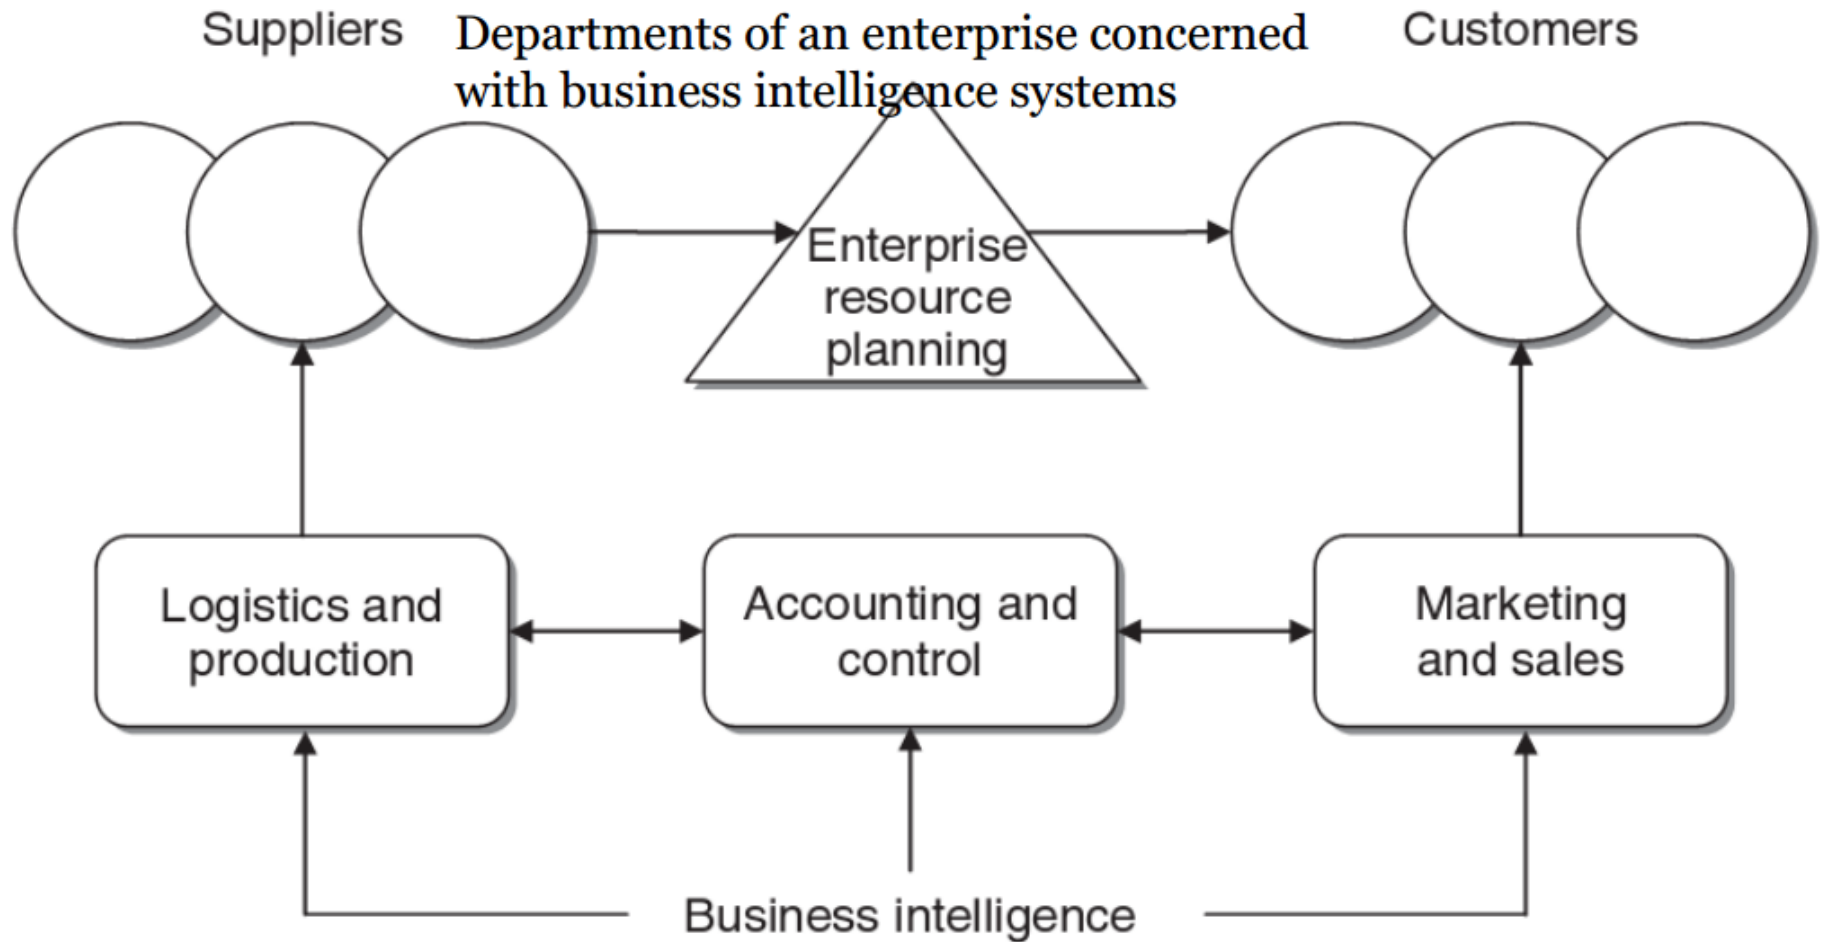 Suppliers
Departments of an enterprise concerned
with business intelligence systems
Customers
Enterprise
resource
planning
Logistics and
production
Accounting and
control
Marketing
and sales
Business intelligence